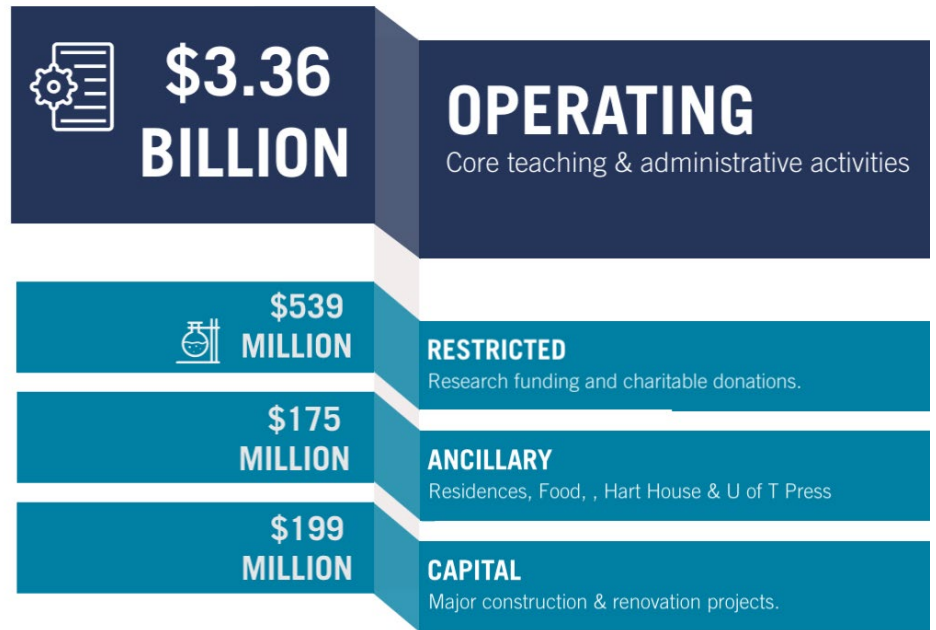 $3.36
BILLION
OPERATING
Core teaching & administrative activities
$539
MILLION
RESTRICTED
Research funding and charitable donations.
$175
MILLION
ANCILLARY
Residences, Food, , Hart House & U of T Press
$199
MILLION
CAPITAL
Major construction & renovation projects.